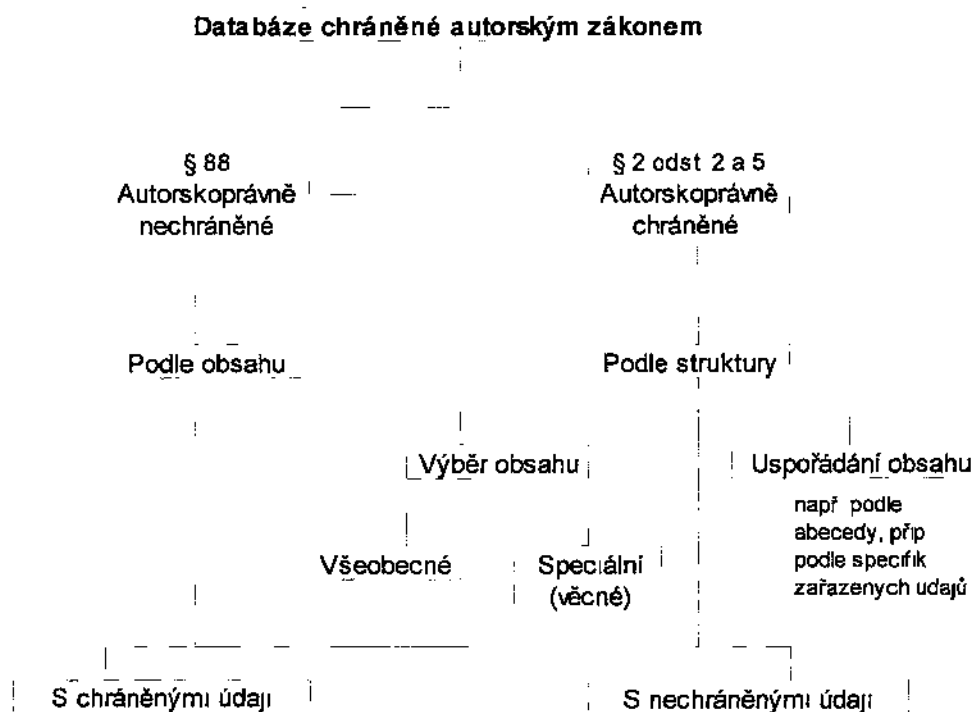 Databáze chráněné autorským zákonem
§ 88
Autorskoprávně
nechráněné
§ 2 odst 2 a 5
Autorskoprávně
chráněné
Podle obsahu
Podle struktury
Výběr obsahu
Uspořádání obsahu
např podle
abecedy, příp
podle specifik
zařazených udajů
Všeobecné
Speciální
(věcné)
S chráněnými údaji
S nechráněnými údaji